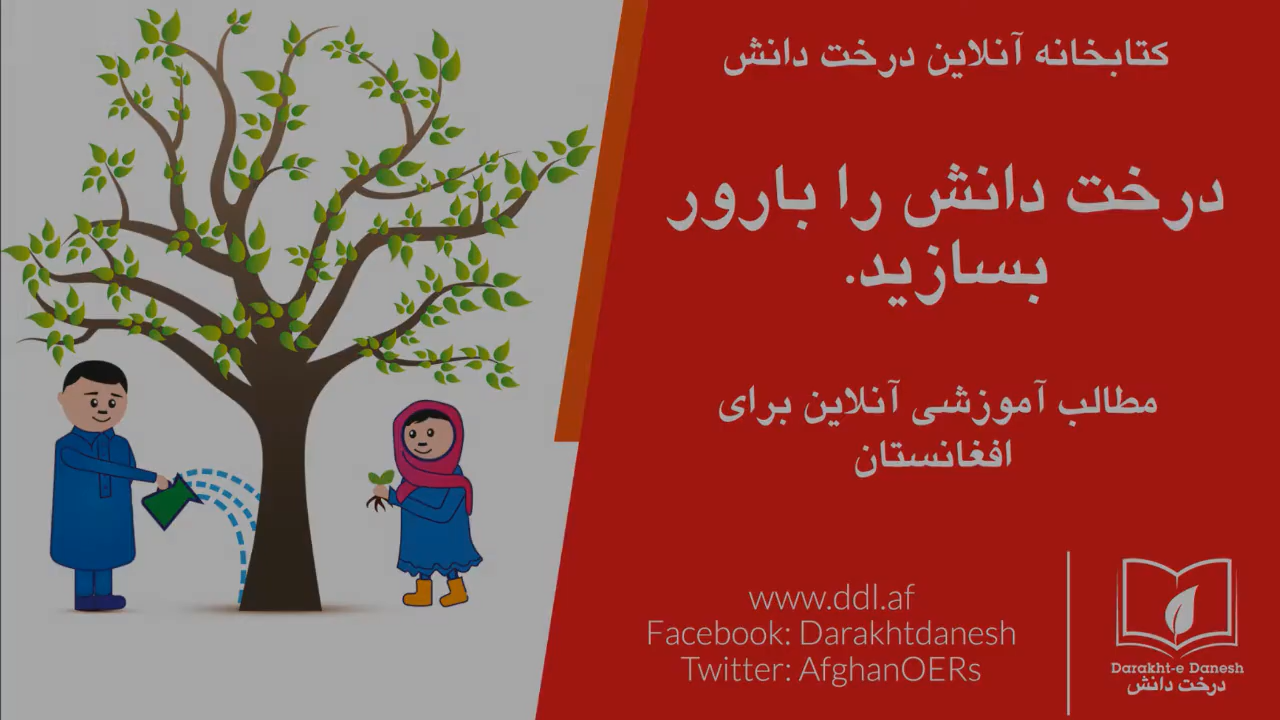 کتابخانه آنلاین درخت دانش
درخت دانش را بارور
بسازید.
مطالب آموزشی آنلاین برای
افغانستان
www.ddl.af
Facebook: Darakhtdanesh
Twitter: AfghanOERs
Darakht-e Danesh
درخت دانش